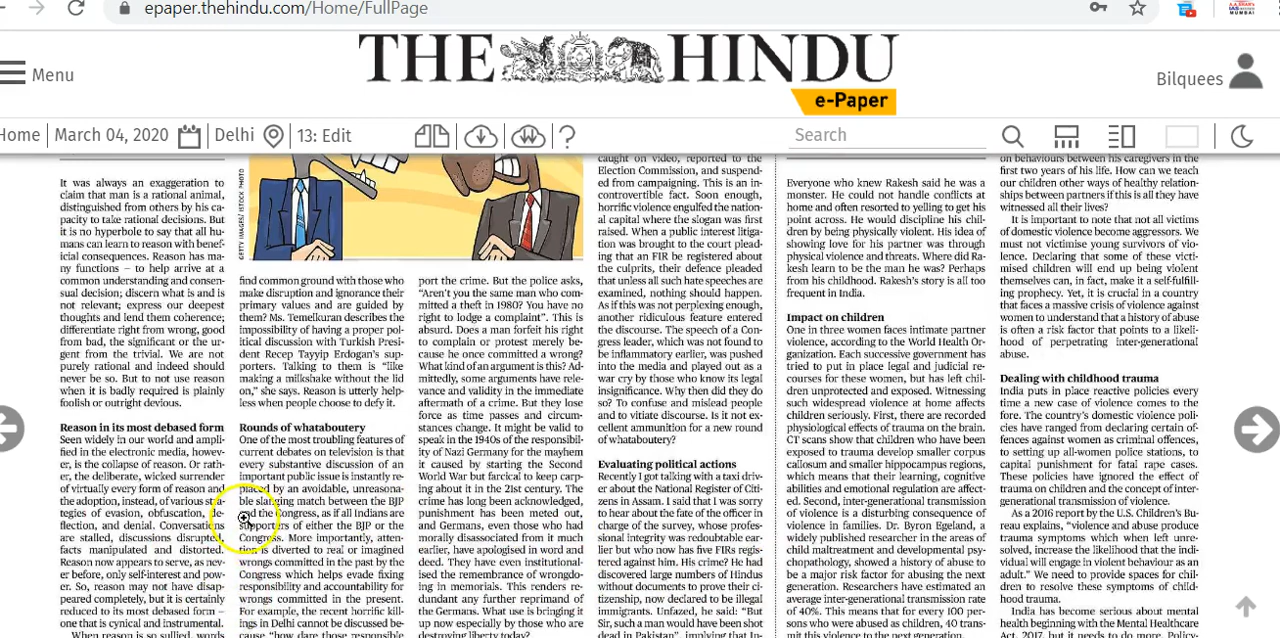 epaper.thehindu.com/Home/FullPage
THE HINDU
e-Paper
Menu
Bilquees
Home
March 04, 2020
Delhi
13: Edit
Search
It was always an exaggeration to
claim that man is a rational animal,
distinguished from others by his ca-
pacity to take rational decisions. But
it is no hyperbole to say that all hu-
mans can learn to reason with benef-
icial consequences. Reason has ma-
ny functions – to help arrive at a
common understanding and consen-
sual decision; discern what is and is
not relevant; express our deepest
thoughts and lend them coherence;
differentiate right from wrong, good
from bad, the significant or the ur-
gent from the trivial. We are not
purely rational and indeed should
never be so. But to not use reason
when it is badly required is plainly
foolish or outright devious.
Reason in its most debased form
Seen widely in our world and ampli-
fied in the electronic media, howev-
er, is the collapse of reason. Or rath-
er, the deliberate, wicked surrender
of virtually every form of reason and
the adoption, instead, of various stra-
tegies of evasion, obfuscation, de-
flection, and denial. Conversations
are stalled, discussions disrupted,
facts manipulated and distorted.
Reason now appears to serve, as nev-
er before, only self-interest and pow-
er. So, reason may not have disap-
peared completely, but it is certainly
reduced to its most debased form –
one that is cynical and instrumental.
When reason is so sullied, words
GETTY IMAGES/ ISTOCK PHOTO
find common ground with those who
make disruption and ignorance their
primary values and are guided by
them? Ms. Temelkuran describes the
impossibility of having a proper pol-
itical discussion with Turkish Presi-
dent Recep Tayyip Erdogan's sup-
porters. Talking to them is "like
making a milkshake without the lid
on," she says. Reason is utterly help-
less when people choose to defy it.
Rounds of whataboutery
One of the most troubling features of
current debates on television is that
every substantive discussion of an
important public issue is instantly re-
placed by an avoidable, unreasona-
ble slanging match between the BJP
and the Congress, as if all Indians are
supporters of either the BJP or the
Congress. More importantly, atten-
tion is diverted to real or imagined
wrongs committed in the past by the
Congress which helps evade fixing
responsibility and accountability for
wrongs committed in the present.
For example, the recent horrific kill-
ings in Delhi cannot be discussed be-
cause "how dare those responsible
port the crime. But the police asks,
"Aren't you the same man who com-
mitted a theft in 1980? You have no
right to lodge a complaint". This is
absurd. Does a man forfeit his right
to complain or protest merely be-
cause he once committed a wrong?
What kind of an argument is this? Ad-
mittedly, some arguments have rele-
vance and validity in the immediate
aftermath of a crime. But they lose
force as time passes and circum-
stances change. It might be valid to
speak in the 1940s of the responsibil-
ity of Nazi Germany for the mayhem
it caused by starting the Second
World War but farcical to keep carp-
ing about it in the 21st century. The
crime has long been acknowledged,
punishment has been meted out,
and Germans, even those who had
morally disassociated from it much
earlier, have apologised in word and
deed. They have even institutional-
ised the remembrance of wrongdo-
ing in memorials. This renders re-
dundant any further reprimand of
the Germans. What use is bringing it
up now especially by those who are
destroying liberty today?
caught on video, reported to the
Election Commission, and suspend-
ed from campaigning. This is an in-
controvertible fact. Soon enough,
horrific violence engulfed the nation-
al capital where the slogan was first
raised. When a public interest litiga-
tion was brought to the court plead-
ing that an FIR be registered about
the culprits, their defence pleaded
that unless all such hate speeches are
examined, nothing should happen.
As if this was not perplexing enough,
another ridiculous feature entered
the discourse. The speech of a Con-
gress leader, which was not found to
be inflammatory earlier, was pushed
into the media and played out as a
war cry by those who know its legal
insignificance. Why then did they do
so? To confuse and mislead people
and to vitiate discourse. Is it not ex-
cellent ammunition for a new round
of whataboutery?
Evaluating political actions
Recently I got talking with a taxi driv-
er about the National Register of Citi-
zens in Assam. I said that I was sorry
to hear about the fate of the officer in
charge of the survey, whose profes-
sional integrity was redoubtable ear-
lier but who now has five FIRs regis-
tered against him. His crime? He had
discovered large numbers of Hindus
without documents to prove their ci-
tizenship, now declared to be illegal
immigrants. Unfazed, he said: "But
Sir, such a man would have been shot
dead in Pakistan", implying that In-
Everyone who knew Rakesh said he was a
monster. He could not handle conflicts at
home and often resorted to yelling to get his
point across. He would discipline his chil-
dren by being physically violent. His idea of
showing love for his partner was through
physical violence and threats. Where did Ra-
kesh learn to be the man he was? Perhaps
from his childhood. Rakesh's story is all too
frequent in India.
Impact on children
One in three women faces intimate partner
violence, according to the World Health Or-
ganization. Each successive government has
tried to put in place legal and judicial re-
courses for these women, but has left chil-
dren unprotected and exposed. Witnessing
such widespread violence at home affects
children seriously. First, there are recorded
physiological effects of trauma on the brain.
CT scans show that children who have been
exposed to trauma develop smaller corpus
callosum and smaller hippocampus regions,
which means that their learning, cognitive
abilities and emotional regulation are affect-
ed. Second, inter-generational transmission
of violence is a disturbing consequence of
violence in families. Dr. Byron Egeland, a
widely published researcher in the areas of
child maltreatment and developmental psy-
chopathology, showed a history of abuse to
be a major risk factor for abusing the next
generation. Researchers have estimated an
average inter-generational transmission rate
of 40%. This means that for every 100 per-
sons who were abused as children, 40 trans-
mit this violence to the next generation.
on behaviours between his caregivers in the
first two years of his life. How can we teach
our children other ways of healthy relation-
ships between partners if this is all they have
witnessed all their lives?
It is important to note that not all victims
of domestic violence become aggressors. We
must not victimise young survivors of vio-
lence. Declaring that some of these victi-
mised children will end up being violent
themselves can, in fact, make it a self-fulfill-
ing prophecy. Yet, it is crucial in a country
that faces a massive crisis of violence against
women to understand that a history of abuse
is often a risk factor that points to a likeli-
hood of perpetrating inter-generational
abuse.
Dealing with childhood trauma
India puts in place reactive policies every
time a new case of violence comes to the
fore. The country's domestic violence poli-
cies have ranged from declaring certain of-
fences against women as criminal offences,
to setting up all-women police stations, to
capital punishment for fatal rape cases.
These policies have ignored the effect of
trauma on children and the concept of inter-
generational transmission of violence.
As a 2016 report by the U.S. Children's Bu-
reau explains, "violence and abuse produce
trauma symptoms which when left unre-
solved, increase the likelihood that the indi-
vidual will engage in violent behaviour as an
adult." We need to provide spaces for chil-
dren to resolve these symptoms of child-
hood trauma.
India has become serious about mental
health beginning with the Mental Healthcare
Act, 2017, but it needs to do more. Policies